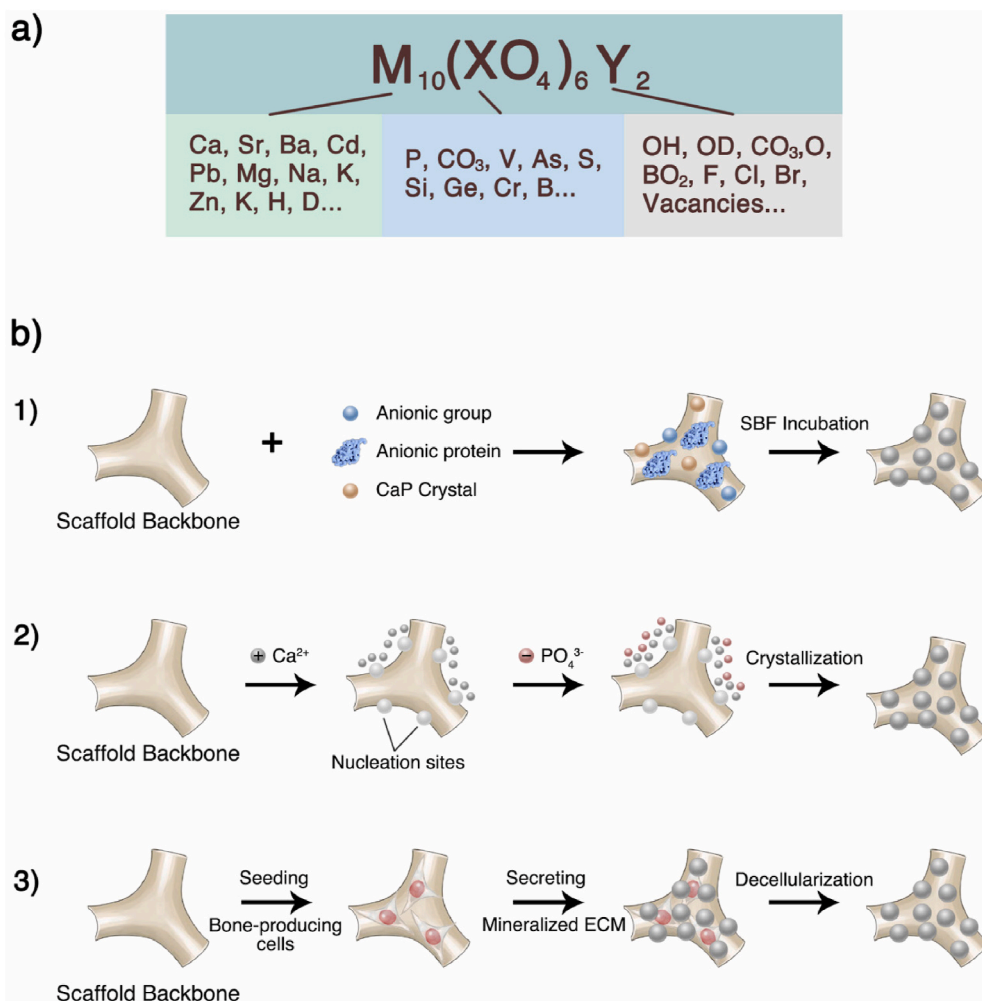 a)
M₁₀(XO₄)₆ Y₂
Ca, Sr, Ba, Cd,
Pb, Mg, Na, K,
Zn, K, H, D...
P, CO₃, V, As, S,
Si, Ge, Cr, B...
OH, OD, CO₃,O,
BO₂, F, Cl, Br,
Vacancies...
b)
1)
Scaffold Backbone
+
Anionic group
Anionic protein
CaP Crystal
SBF Incubation
2)
Scaffold Backbone
+ Ca²⁺
Nucleation sites
− PO₄³⁻
Crystallization
3)
Scaffold Backbone
Seeding
Bone-producing
cells
Secreting
Mineralized ECM
Decellularization